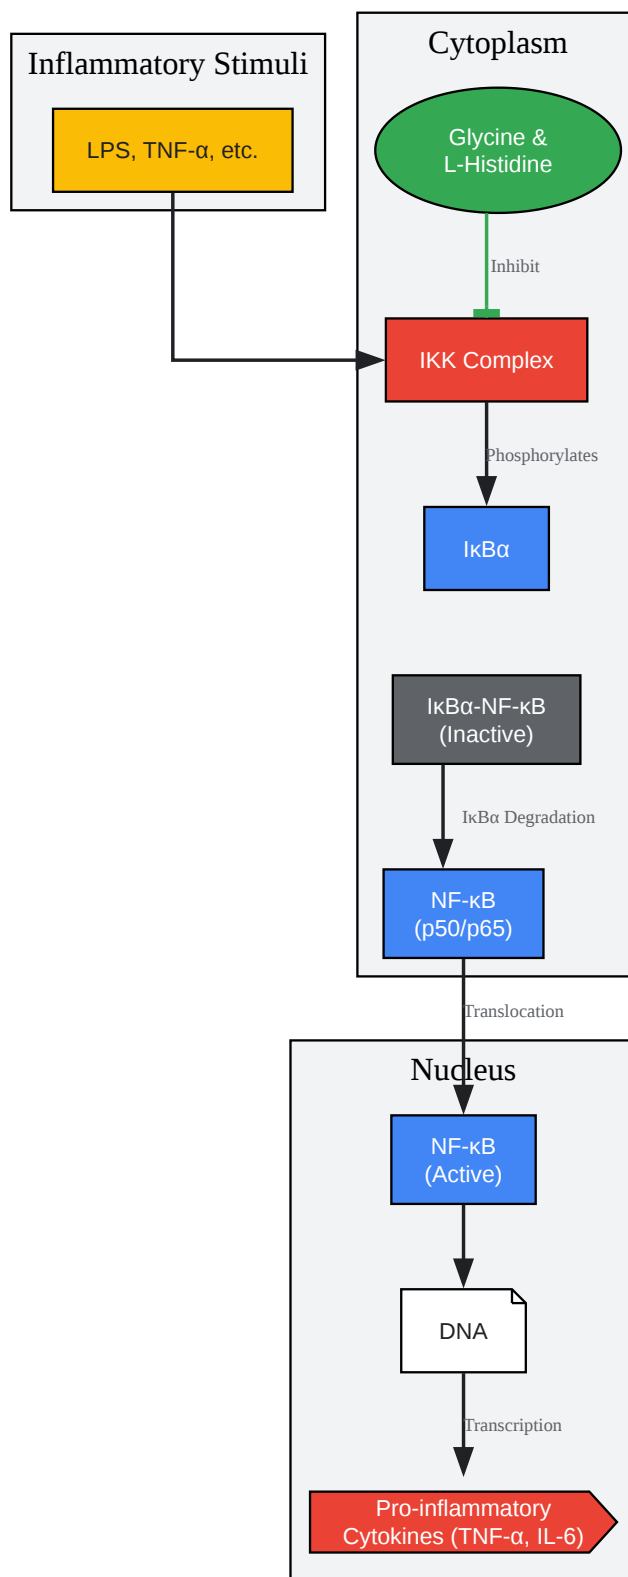 Inflammatory Stimuli
LPS, TNF-α, etc.
Cytoplasm
Glycine &
L-Histidine
Inhibit
IKK Complex
Phosphorylates
IκBα
IκBα-NF-κB
(Inactive)
IκBα Degradation
NF-κB
(p50/p65)
Translocation
Nucleus
NF-κB
(Active)
DNA
Transcription
Pro-inflammatory
Cytokines (TNF-α, IL-6)